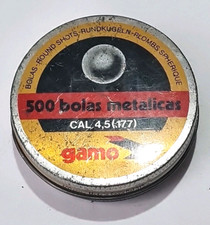 BOLAS-ROUND-SHOTS-RUNDKUGELN-PLOMBS-SPHERIQUE
500 bolas metalicas
CAL. 4,5 (.177)
gamo